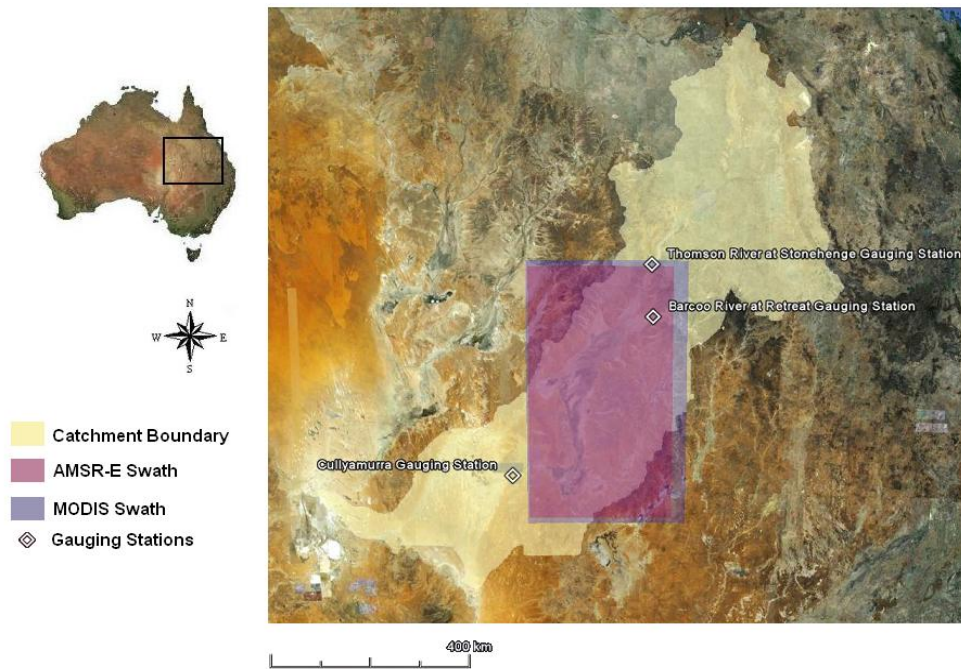 Thomson River at Stonehenge Gauging Station
Barcoo River at Retreat Gauging Station
Cullyamurra Gauging Station
N
W E
S
Catchment Boundary
AMSR-E Swath
MODIS Swath
Gauging Stations
400 km